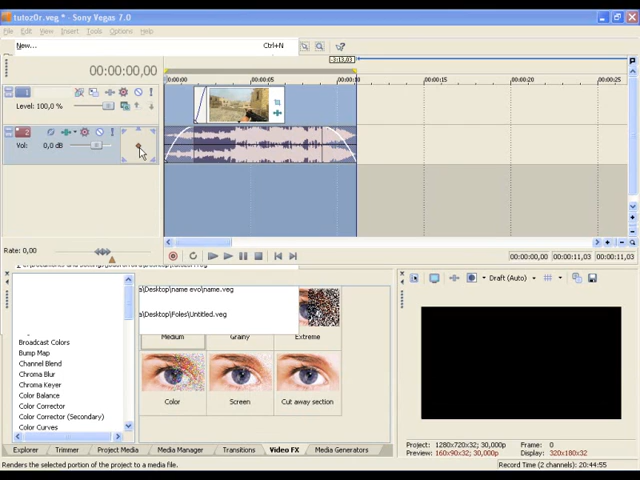 tutozOr.veg * - Sony Vegas 7.0
File Edit View Insert Tools Options Help
New... Ctrl+N
-3:13,03
00:00:00,00
0:00:00 00:00:05 00:00:10 00:00:15 00:00:20 00:00:25
1
Level: 100,0 %
2
Vol: 0,0 dB
Rate: 0,00
00:00:00,00 00:00:11,03 00:00:11,03
a\Desktop\name evo\name.veg
a\Desktop\Foles\Untitled.veg
Broadcast Colors
Bump Map
Channel Blend
Chroma Blur
Chroma Keyer
Color Balance
Color Corrector
Color Corrector (Secondary)
Color Curves
Medium Grainy Extreme
Color Screen Cut away section
Draft (Auto)
Project: 1280x720x32; 30,000p Frame: 0
Preview: 160x90x32; 30,000p Display: 320x180x32
Explorer Trimmer Project Media Media Manager Transitions Video FX Media Generators
Renders the selected portion of the project to a media file.
Record Time (2 channels): 20:44:55